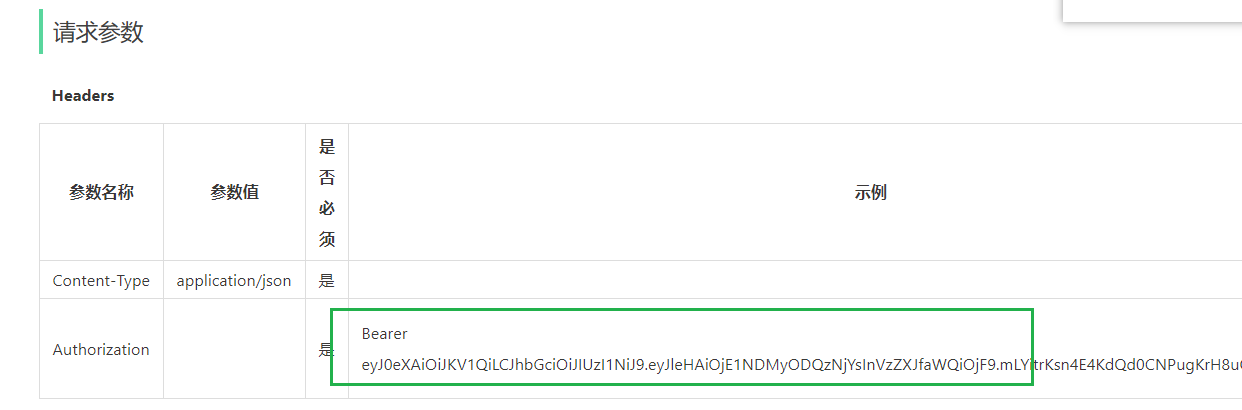 请求参数
Headers
参数名称 参数值 是否必须 示例
Content-Type application/json 是
Authorization 是 Bearer
eyJ0eXAiOiJKV1QiLCJhbGciOiJIUzI1NiJ9.eyJleHAiOjE1NDMyODQzNjYsInVzZXJfaWQiOjF9.mLYitrKsn4E4KdQd0CNPugKrH8u